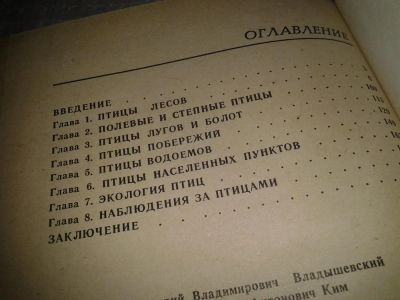 ОГЛАВЛЕНИЕ
ВВЕДЕНИЕ
Глава 1. ПТИЦЫ ЛЕСОВ
Глава 2. ПОЛЕВЫЕ И СТЕПНЫЕ ПТИЦЫ
Глава 3. ПТИЦЫ ЛУГОВ И БОЛОТ
Глава 4. ПТИЦЫ ПОБЕРЕЖИЙ
Глава 5. ПТИЦЫ ВОДОЕМОВ
Глава 6. ПТИЦЫ НАСЕЛЕННЫХ ПУНКТОВ
Глава 7. ЭКОЛОГИЯ ПТИЦ
Глава 8. НАБЛЮДЕНИЯ ЗА ПТИЦАМИ
ЗАКЛЮЧЕНИЕ
Владимирович Владышевский
Ким